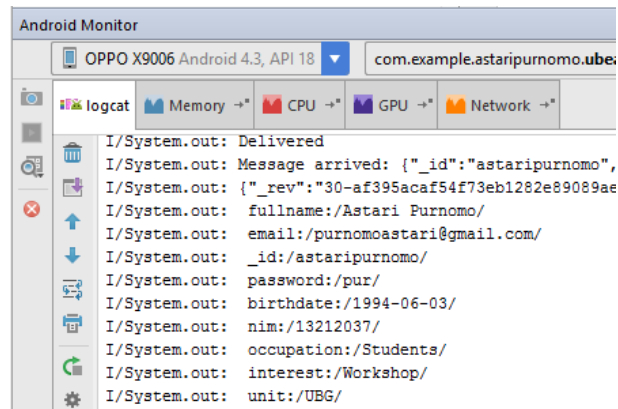 Android Monitor
OPPO X9006 Android 4.3, API 18 com.example.astaripurnomo.ubea
logcat Memory CPU GPU Network
I/System.out: Delivered
I/System.out: Message arrived: {"_id":"astaripurnomo",
I/System.out: {"_rev":"30-af395acaf54f73eb1282e89089ae
I/System.out: fullname:/Astari Purnomo/
I/System.out: email:/purnomoastari@gmail.com/
I/System.out: _id:/astaripurnomo/
I/System.out: password:/pur/
I/System.out: birthdate:/1994-06-03/
I/System.out: nim:/13212037/
I/System.out: occupation:/Students/
I/System.out: interest:/Workshop/
I/System.out: unit:/UBG/